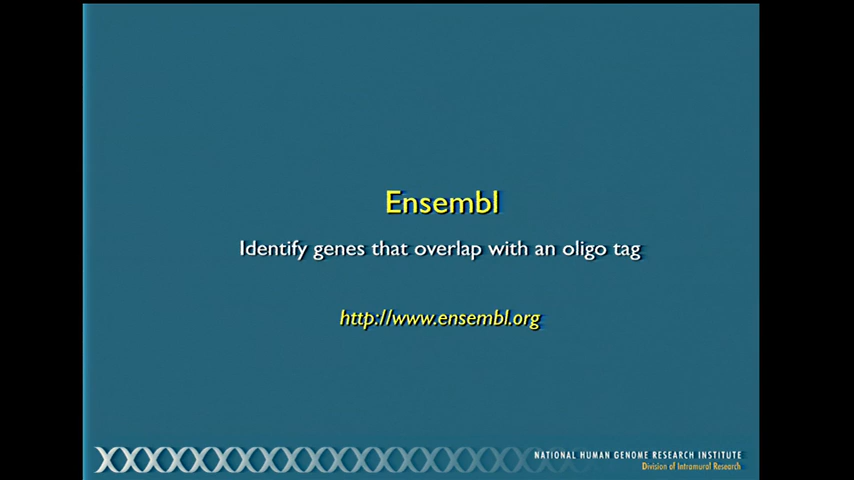 Ensembl
Identify genes that overlap with an oligo tag
http://www.ensembl.org
NATIONAL HUMAN GENOME RESEARCH INSTITUTE
Division of Intramural Research